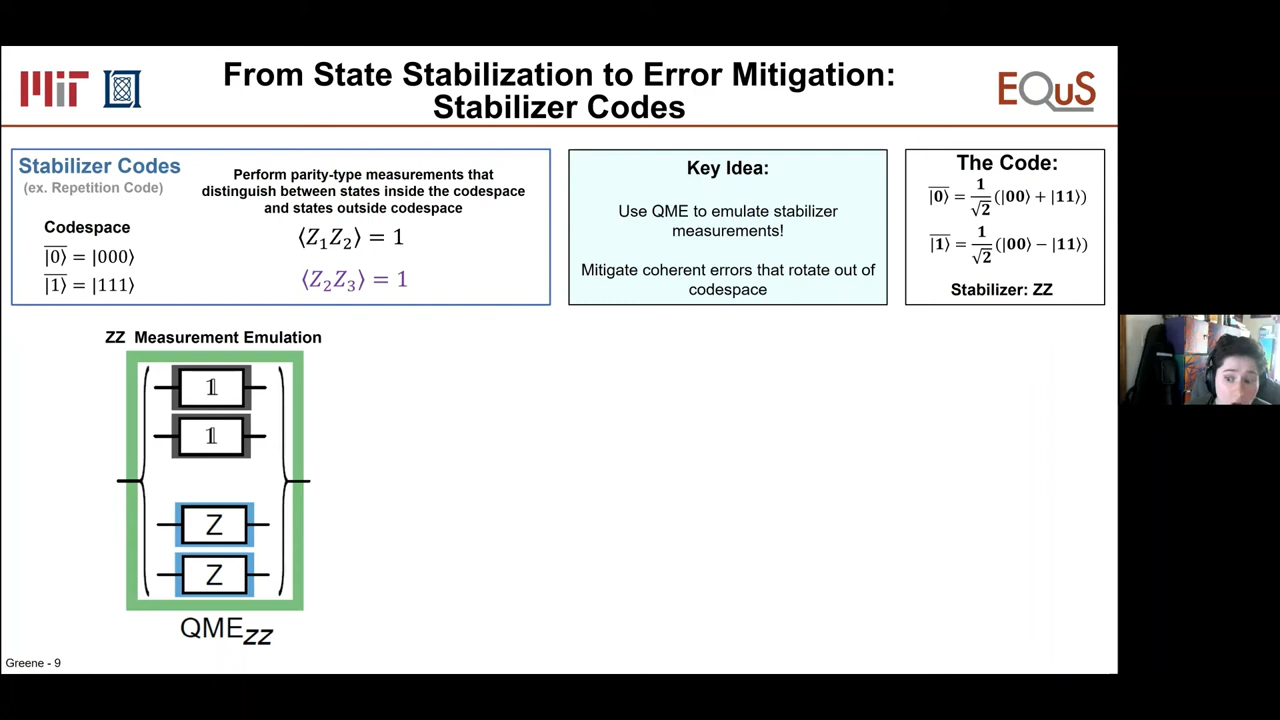 MIT
From State Stabilization to Error Mitigation:
Stabilizer Codes
EQuS
Stabilizer Codes
(ex. Repetition Code)
Codespace
|0̅⟩ = |000⟩
|1̅⟩ = |111⟩
Perform parity-type measurements that
distinguish between states inside the codespace
and states outside codespace
⟨Z₁Z₂⟩ = 1
⟨Z₂Z₃⟩ = 1
Key Idea:
Use QME to emulate stabilizer
measurements!
Mitigate coherent errors that rotate out of
codespace
The Code:
|0̅⟩ = 1/√2 (|00⟩ + |11⟩)
|1̅⟩ = 1/√2 (|00⟩ − |11⟩)
Stabilizer: ZZ
ZZ Measurement Emulation
𝟙
𝟙
Z
Z
QME_ZZ
Greene - 9